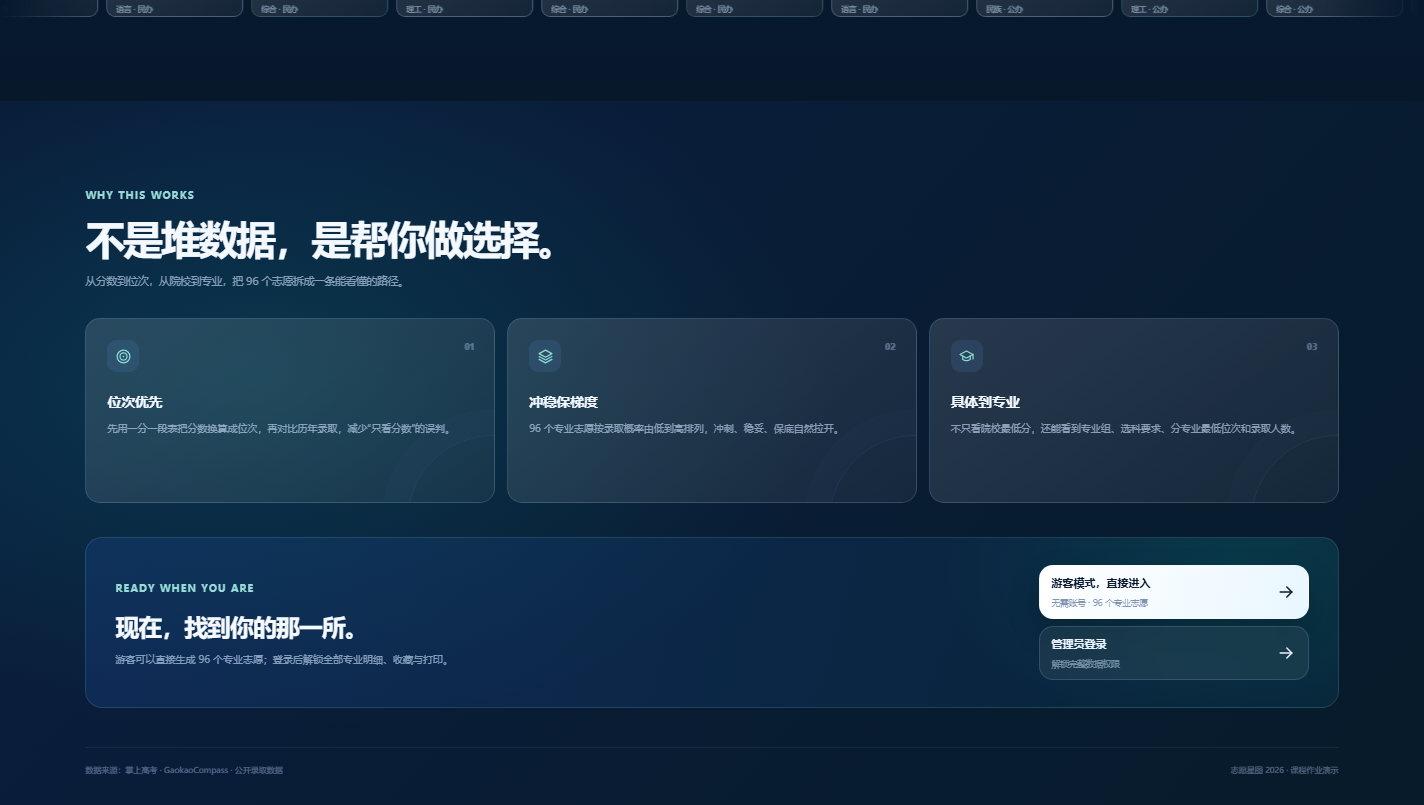 语言 · 民办
综合 · 民办
理工 · 民办
综合 · 民办
综合 · 民办
语言 · 民办
民族 · 公办
理工 · 公办
综合 · 公办
WHY THIS WORKS
不是堆数据，是帮你做选择。
从分数到位次，从院校到专业，把 96 个志愿拆成一条能看懂的路径。
01
位次优先
先用一分一段表把分数换算成位次，再对比历年录取，减少“只看分数”的误判。
02
冲稳保梯度
96 个专业志愿按录取概率由低到高排列，冲刺、稳妥、保底自然拉开。
03
具体到专业
不只看院校最低分，还能看到专业组、选科要求、分专业最低位次和录取人数。
READY WHEN YOU ARE
现在，找到你的那一所。
游客可以直接生成 96 个专业志愿；登录后解锁全部专业明细、收藏与打印。
游客模式，直接进入
无需账号 · 96 个专业志愿
管理员登录
解锁完整数据权限
数据来源：掌上高考 · GaokaoCompass · 公开录取数据
志愿星图 2026 · 课程作业演示